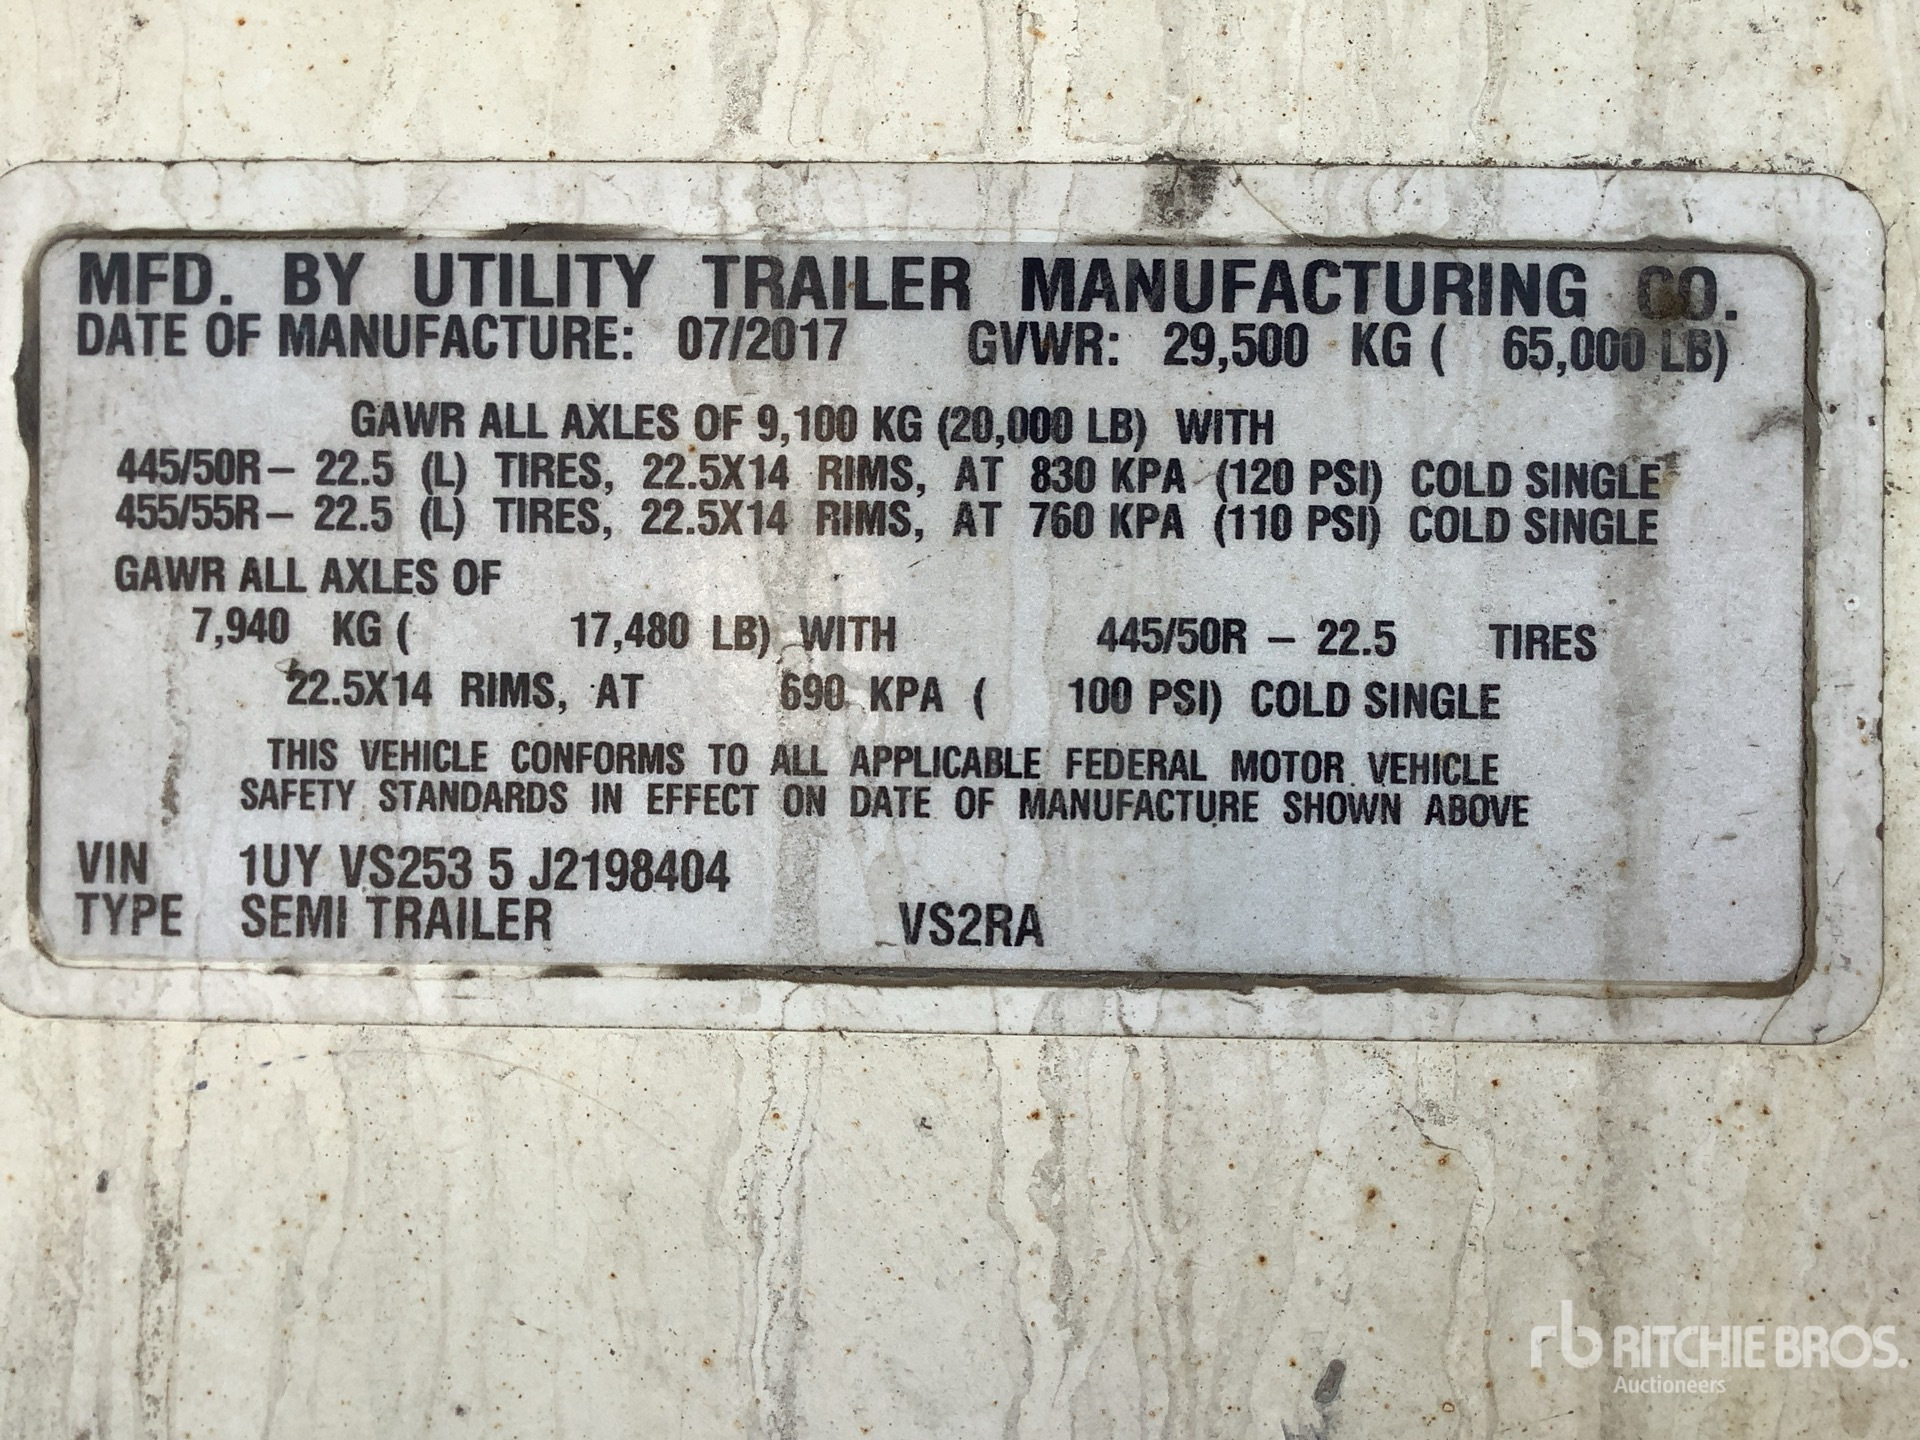 MFD. BY UTILITY TRAILER MANUFACTURING CO.
DATE OF MANUFACTURE: 07/2017 GVWR: 29,500 KG ( 65,000 LB)
GAWR ALL AXLES OF 9,100 KG (20,000 LB) WITH
445/50R – 22.5 (L) TIRES, 22.5X14 RIMS, AT 830 KPA (120 PSI) COLD SINGLE
455/55R – 22.5 (L) TIRES, 22.5X14 RIMS, AT 760 KPA (110 PSI) COLD SINGLE
GAWR ALL AXLES OF
7,940 KG ( 17,480 LB) WITH 445/50R – 22.5 TIRES
22.5X14 RIMS, AT 690 KPA ( 100 PSI) COLD SINGLE
THIS VEHICLE CONFORMS TO ALL APPLICABLE FEDERAL MOTOR VEHICLE
SAFETY STANDARDS IN EFFECT ON DATE OF MANUFACTURE SHOWN ABOVE
VIN 1UY VS253 5 J2198404
TYPE SEMI TRAILER VS2RA
rb RITCHIE BROS.
Auctioneers